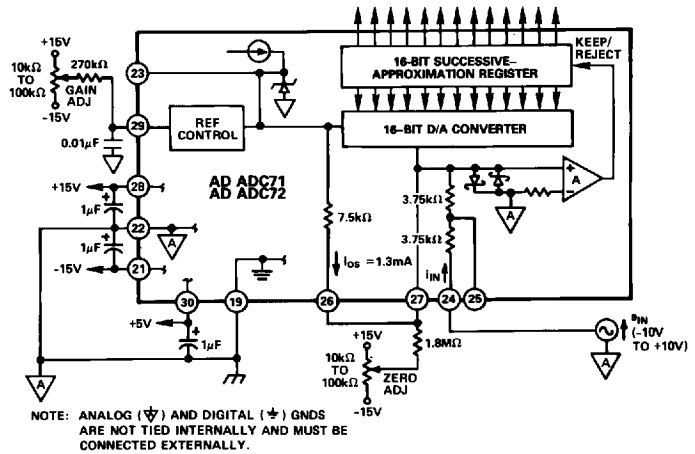 +15V
10kΩ
TO
100kΩ
-15V
270kΩ
GAIN
ADJ
0.01µF
23
29
REF
CONTROL
KEEP/
REJECT
16-BIT SUCCESSIVE-
APPROXIMATION REGISTER
16-BIT D/A CONVERTER
AD ADC71
AD ADC72
+15V
28
1µF
22
A
1µF
-15V
21
7.5kΩ
IOS = 1.3mA
3.75kΩ
3.75kΩ
iIN
+
A
−
A
30
19
26
27
24
25
+5V
1µF
A
+15V
10kΩ
TO
100kΩ
-15V
ZERO
ADJ
1.8MΩ
eIN
(-10V
TO +10V)
A
NOTE: ANALOG (A) AND DIGITAL (⏚) GNDS
ARE NOT TIED INTERNALLY AND MUST BE
CONNECTED EXTERNALLY.